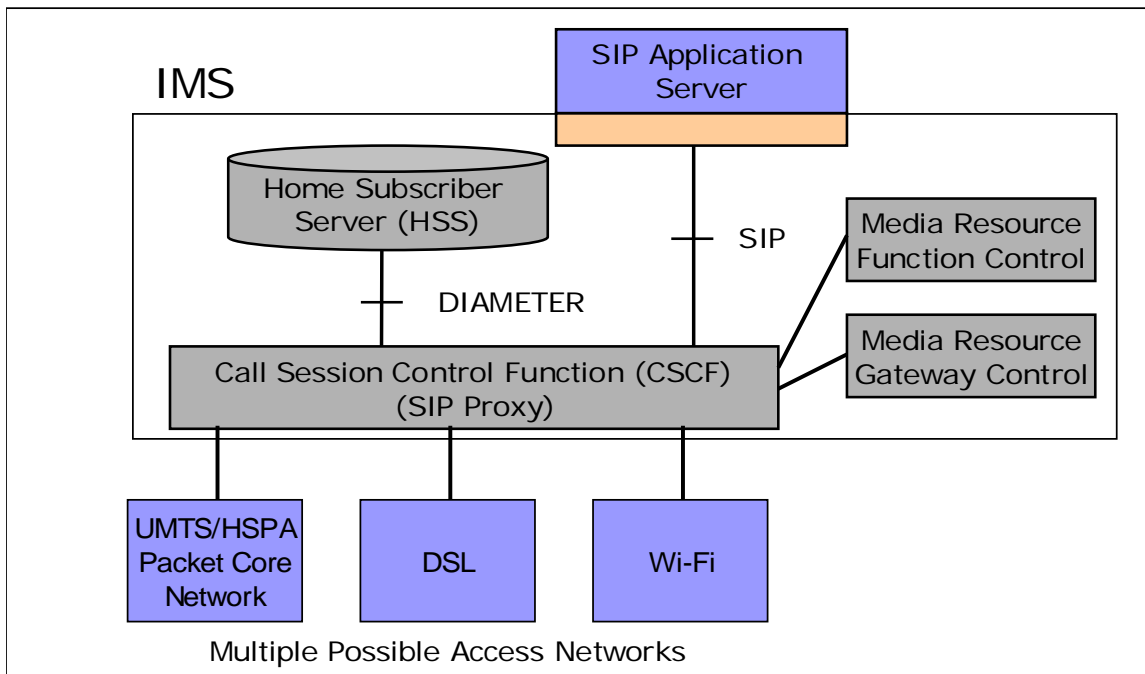 IMS
SIP Application
Server
Home Subscriber
Server (HSS)
SIP
Media Resource
Function Control
DIAMETER
Media Resource
Gateway Control
Call Session Control Function (CSCF)
(SIP Proxy)
UMTS/HSPA
Packet Core
Network
DSL
Wi-Fi
Multiple Possible Access Networks